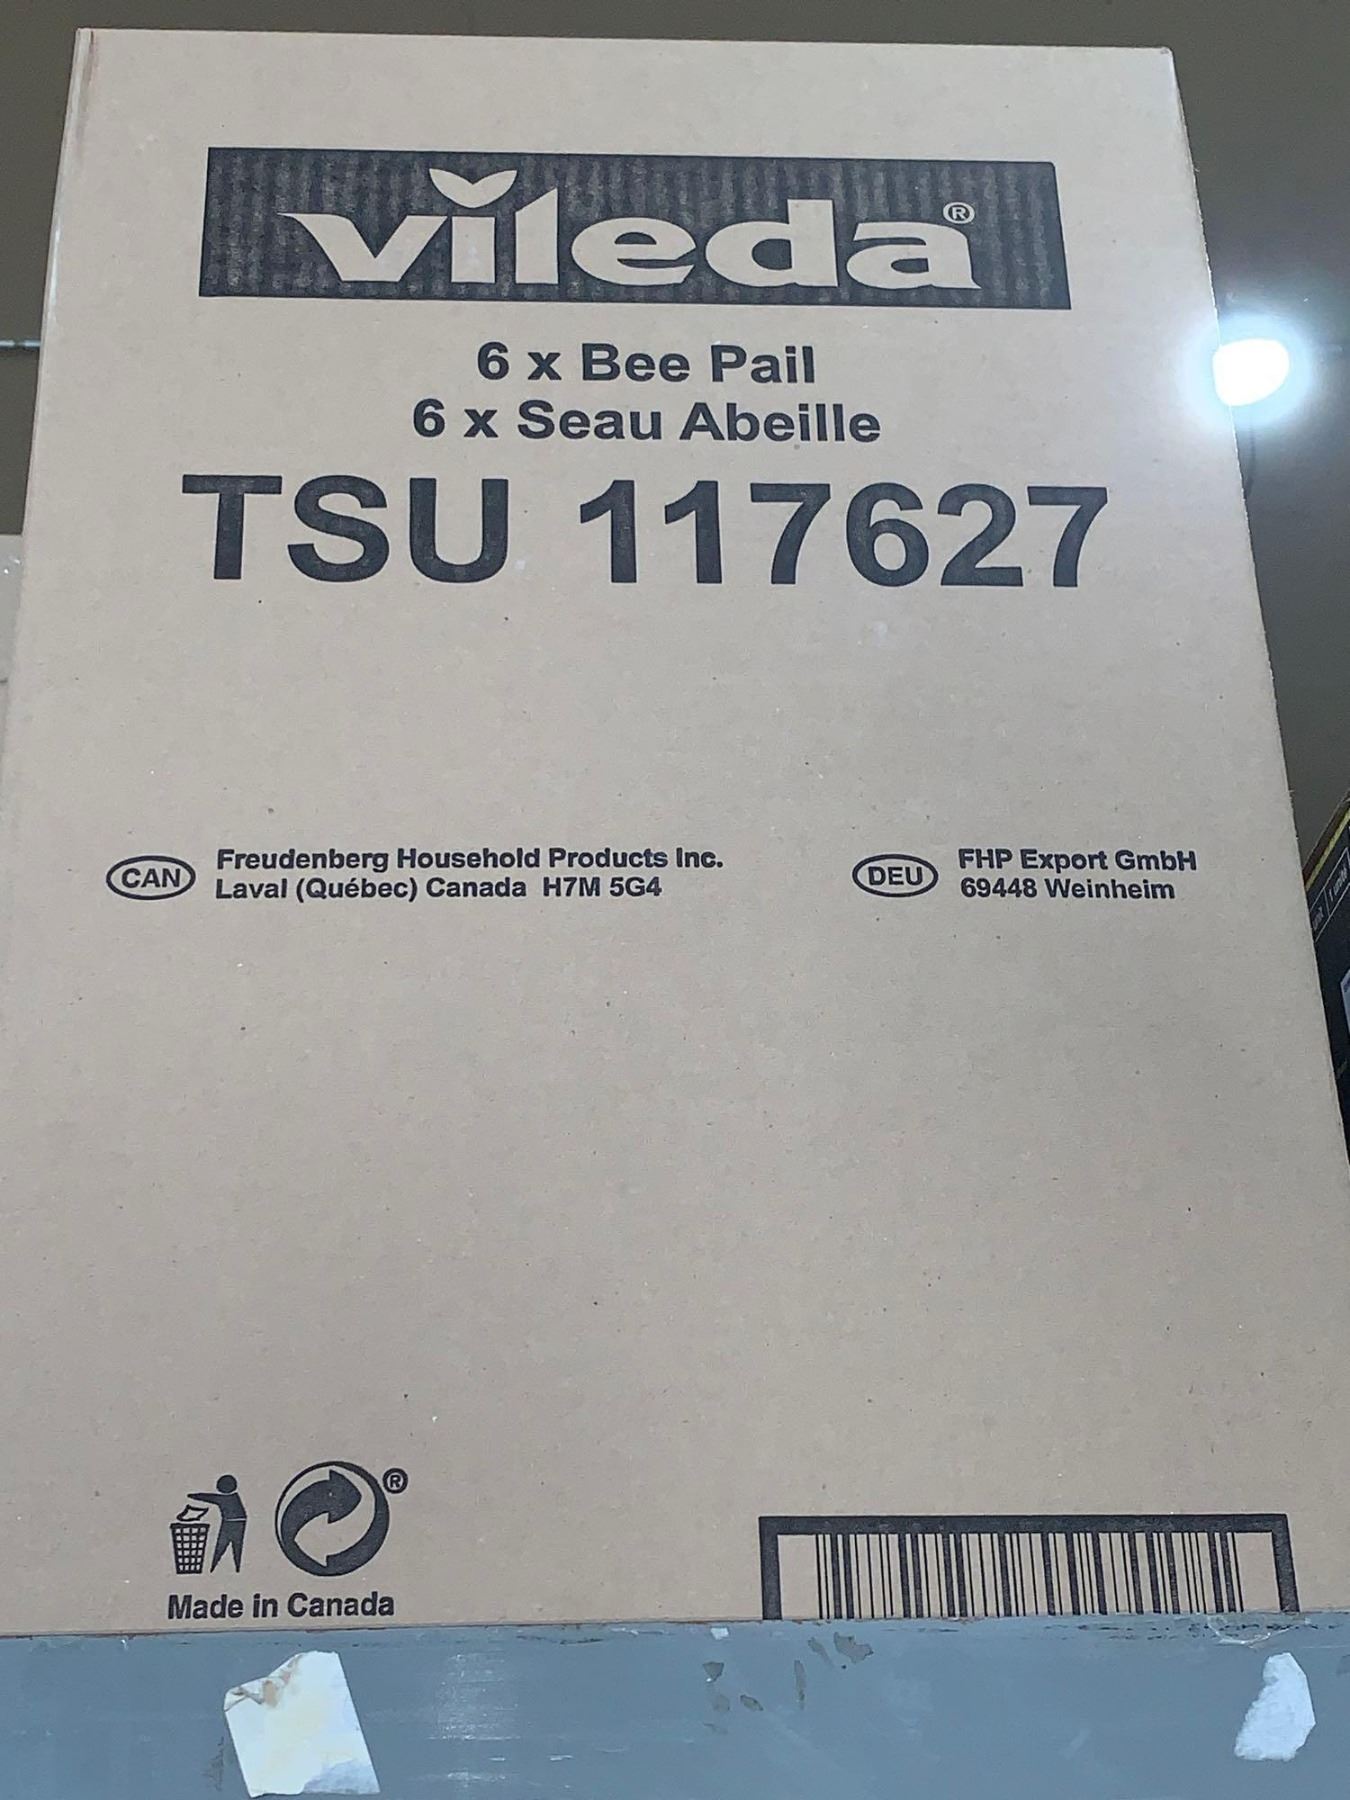 vileda®
6 x Bee Pail
6 x Seau Abeille
TSU 117627
CAN
Freudenberg Household Products Inc.
Laval (Québec) Canada H7M 5G4
DEU
FHP Export GmbH
69448 Weinheim
®
Made in Canada